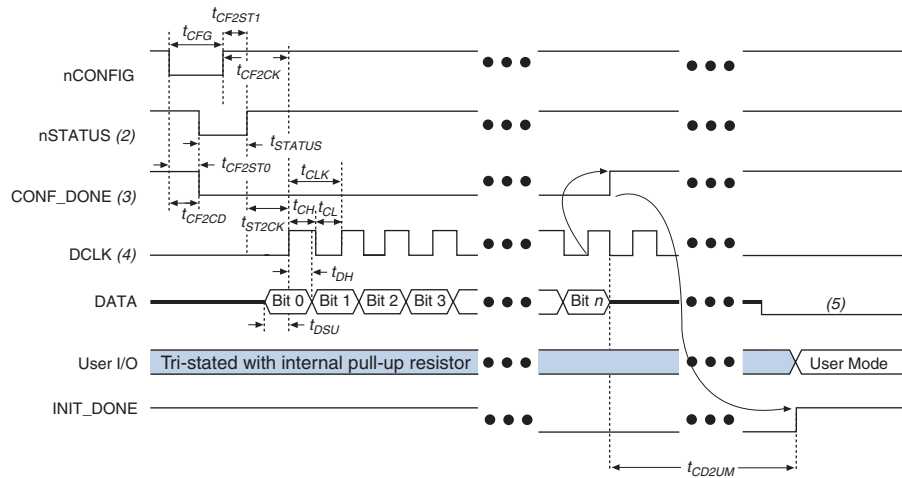 tCF2ST1
tCFG
nCONFIG
tCF2CK
nSTATUS (2)
tSTATUS
tCF2ST0
tCLK
CONF_DONE (3)
tCF2CD
tST2CK
tCH tCL
DCLK (4)
tDH
DATA
Bit 0 Bit 1 Bit 2 Bit 3 Bit n
(5)
tDSU
User I/O
Tri-stated with internal pull-up resistor
User Mode
INIT_DONE
tCD2UM